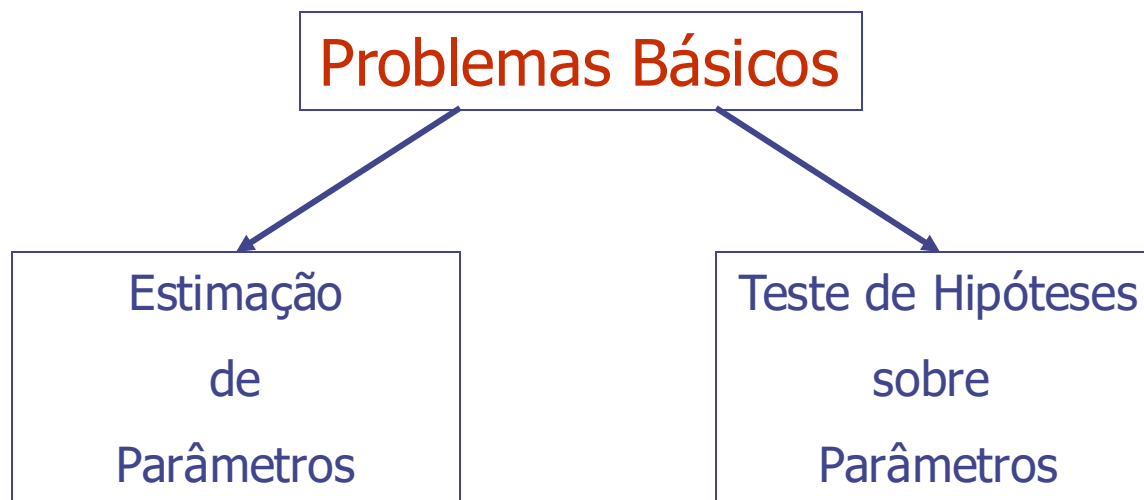 Problemas Básicos
Estimação
de
Parâmetros
Teste de Hipóteses
sobre
Parâmetros